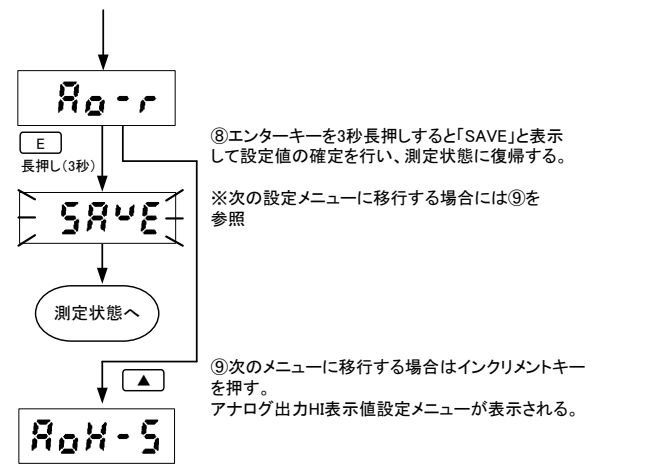 Ao-r
E
長押し(3秒)
⑧エンターキーを3秒長押しすると「SAVE」と表示
して設定値の確定を行い、測定状態に復帰する。
※次の設定メニューに移行する場合には⑨を
参照
SAvE
測定状態へ
⑨次のメニューに移行する場合はインクリメントキー
を押す。
アナログ出力HI表示値設定メニューが表示される。
▲
AoH-S